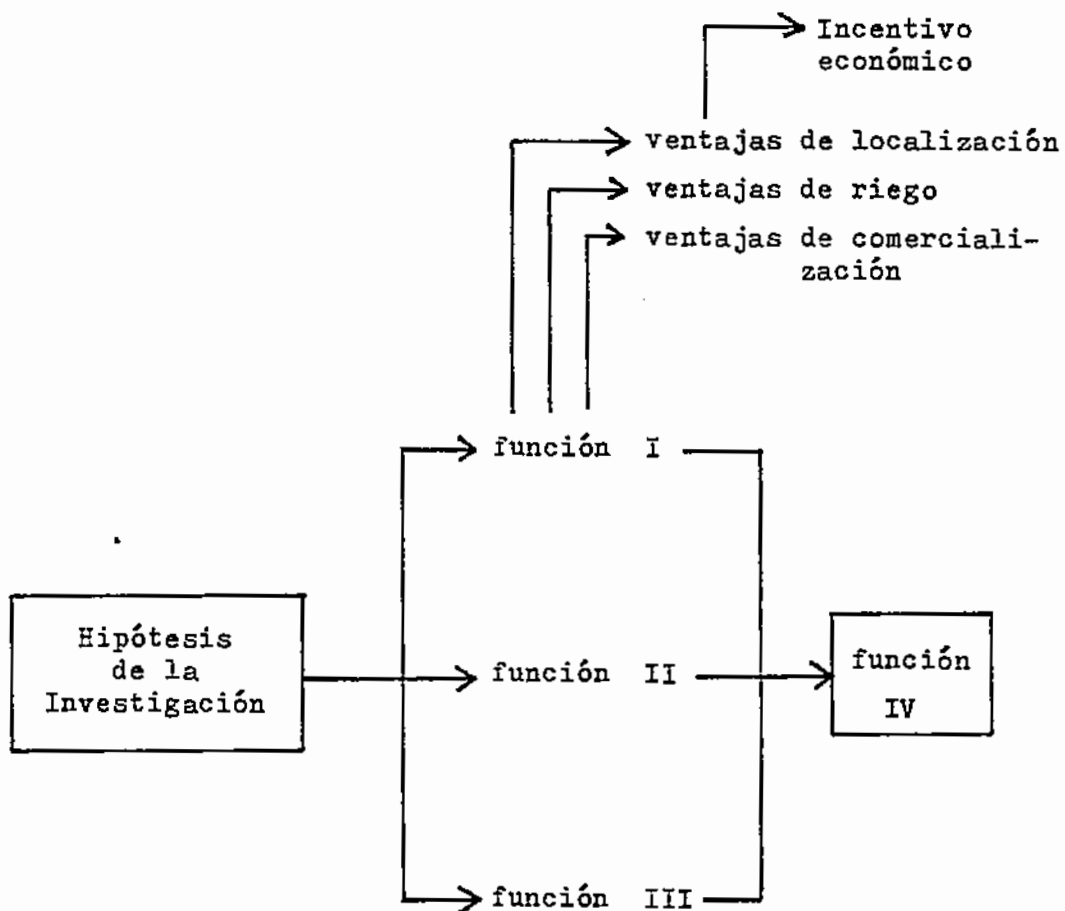 Incentivo
económico
ventajas de localización
ventajas de riego
ventajas de comerciali-
zación
función I
Hipótesis
de la
Investigación
función II
función
IV
función III